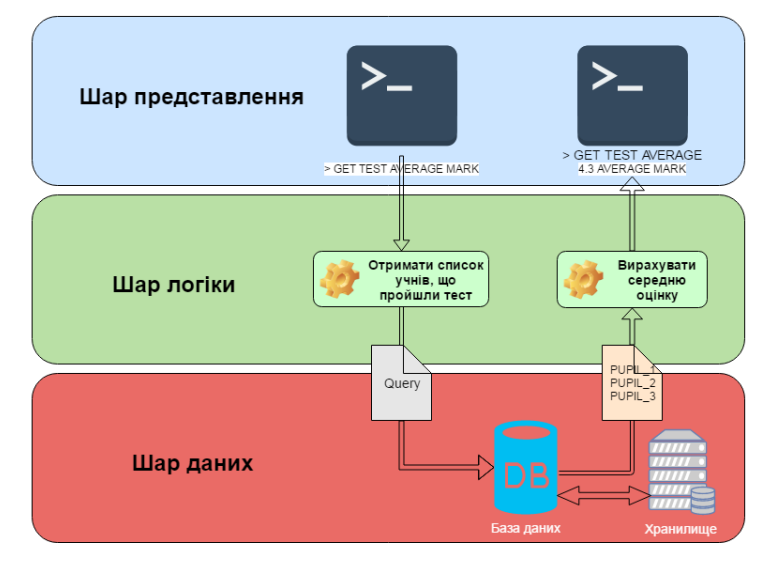 Шар представлення
>_
>_
> GET TEST AVERAGE MARK
> GET TEST AVERAGE
4.3 AVERAGE MARK
Шар логіки
Отримати список
учнів, що
пройшли тест
Вирахувати
середню
оцінку
Query
PUPIL_1
PUPIL_2
PUPIL_3
Шар даних
DB
База даних
Хранилище